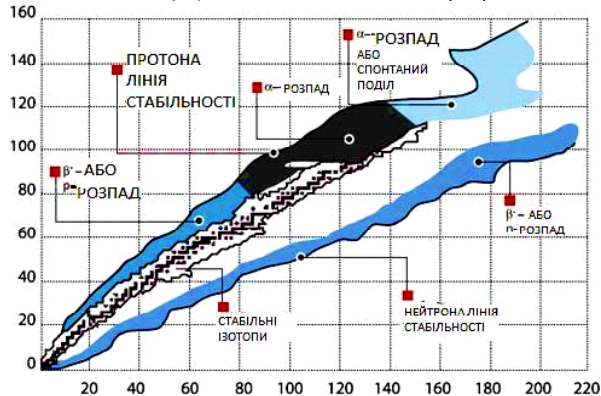 160
140
120
100
80
60
40
20
0
20 40 60 80 100 120 140 160 180 200 220
ПРОТОНА
ЛІНІЯ
СТАБІЛЬНОСТІ
α– РОЗПАД
α–"РОЗПАД
АБО
СПОНТАНИЙ
ПОДІЛ
β⁺– АБО
p–РОЗПАД
β⁻– АБО
n-РОЗПАД
СТАБІЛЬНІ
ІЗОТОПИ
НЕЙТРОНА ЛІНІЯ
СТАБІЛЬНОСТІ